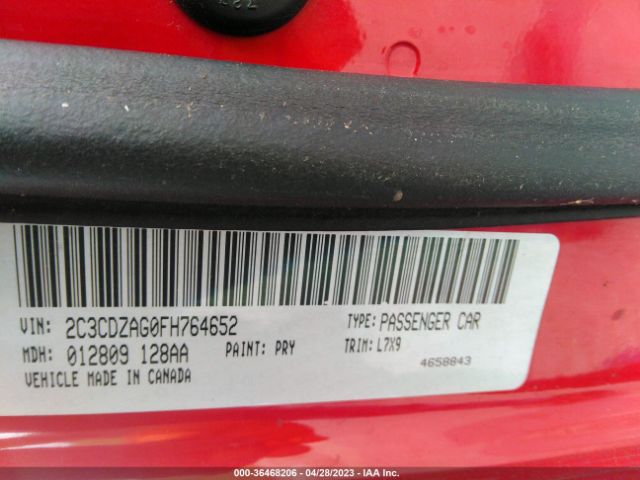 VIN: 2C3CDZAG0FH764652 TYPE: PASSENGER CAR
MDH: 012809 128AA PAINT: PRY TRIM: L7X9
VEHICLE MADE IN CANADA 4658843
000-36468206 - 04/28/2023 - IAA Inc.